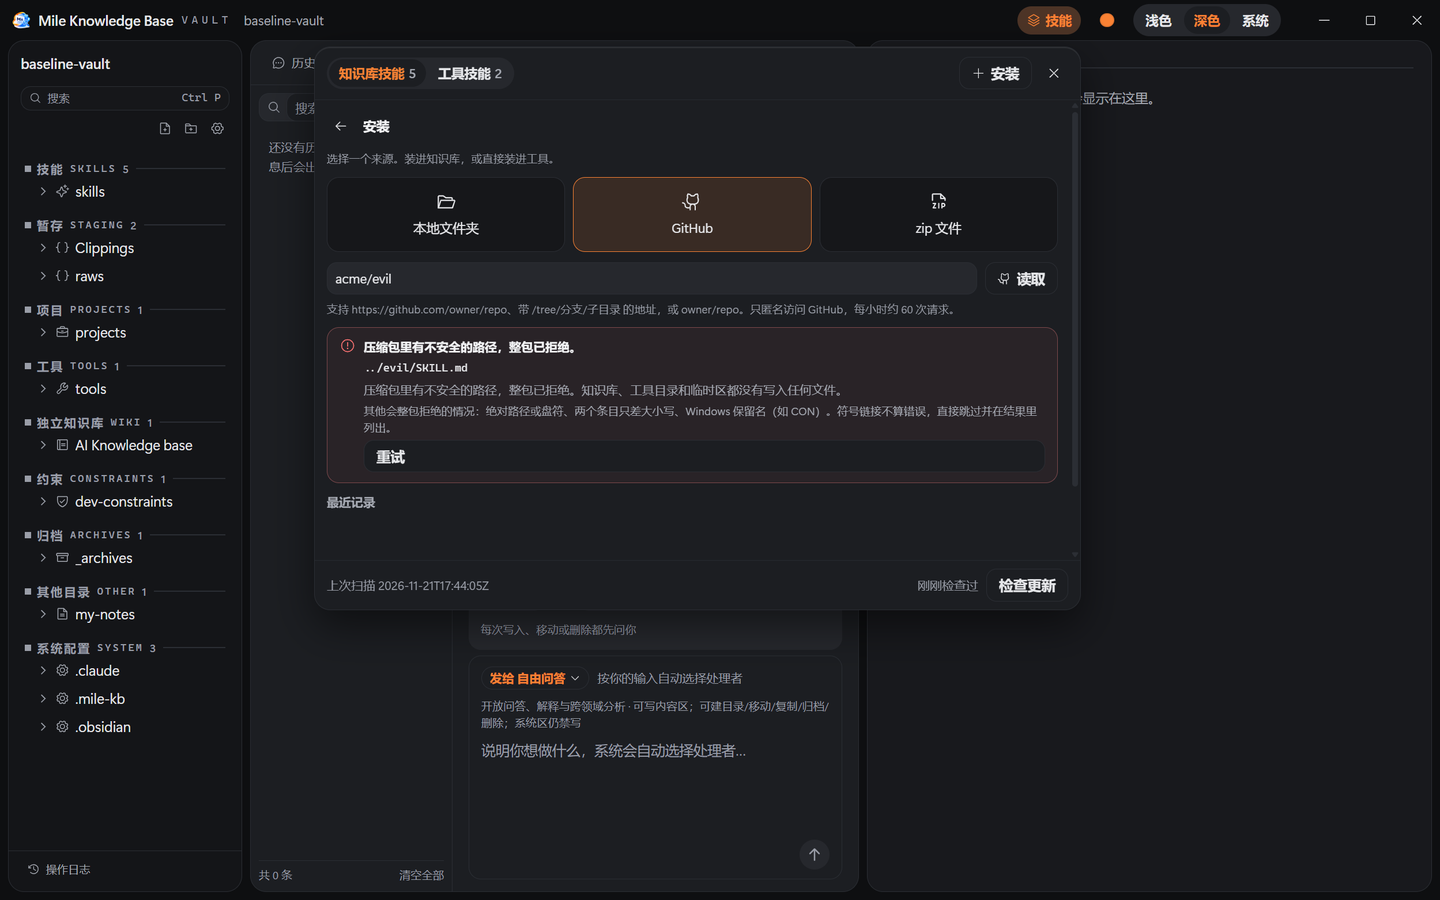 Mile Knowledge Base VAULT baseline-vault
技能
浅色 深色 系统
baseline-vault
搜索 Ctrl P
技能 SKILLS 5
skills
暂存 STAGING 2
Clippings
raws
项目 PROJECTS 1
projects
工具 TOOLS 1
tools
独立知识库 WIKI 1
AI Knowledge base
约束 CONSTRAINTS 1
dev-constraints
归档 ARCHIVES 1
_archives
其他目录 OTHER 1
my-notes
系统配置 SYSTEM 3
.claude
.mile-kb
.obsidian
操作日志
历史
搜索
还没有历
息后会出
共 0 条 清空全部
知识库技能 5 工具技能 2
安装
安装
选择一个来源。装进知识库，或直接装进工具。
本地文件夹
GitHub
ZIP
zip 文件
acme/evil
读取
支持 https://github.com/owner/repo、带 /tree/分支/子目录 的地址，或 owner/repo。只匿名访问 GitHub，每小时约 60 次请求。
压缩包里有不安全的路径，整包已拒绝。
../evil/SKILL.md
压缩包里有不安全的路径，整包已拒绝。知识库、工具目录和临时区都没有写入任何文件。
其他会整包拒绝的情况：绝对路径或盘符、两个条目只差大小写、Windows 保留名（如 CON）。符号链接不算错误，直接跳过并在结果里
列出。
重试
最近记录
上次扫描 2026-11-21T17:44:05Z
刚刚检查过 检查更新
每次写入、移动或删除都先问你
发给 自由问答 按你的输入自动选择处理者
开放问答、解释与跨领域分析 · 可写内容区；可建目录/移动/复制/归档/
删除；系统区仍禁写
说明你想做什么，系统会自动选择处理者...
显示在这里。